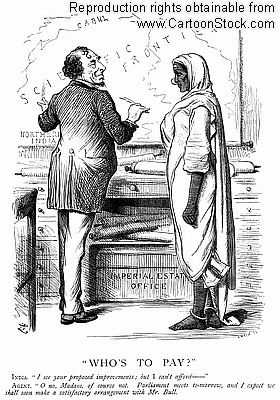 Reproduction rights obtainable from
www.CartoonStock.com
CABUL
SCIENTIFIC FRONTIER
NORTHERN
INDIA
IMPERIAL ESTATE
OFFICE
"WHO'S TO PAY?"
INDIA. "I see your proposed improvements; but I can't afford——"
AGENT. "O no, Madam, of course not. Parliament meets to-morrow, and I expect we
shall soon make a satisfactory arrangement with Mr. Bull.